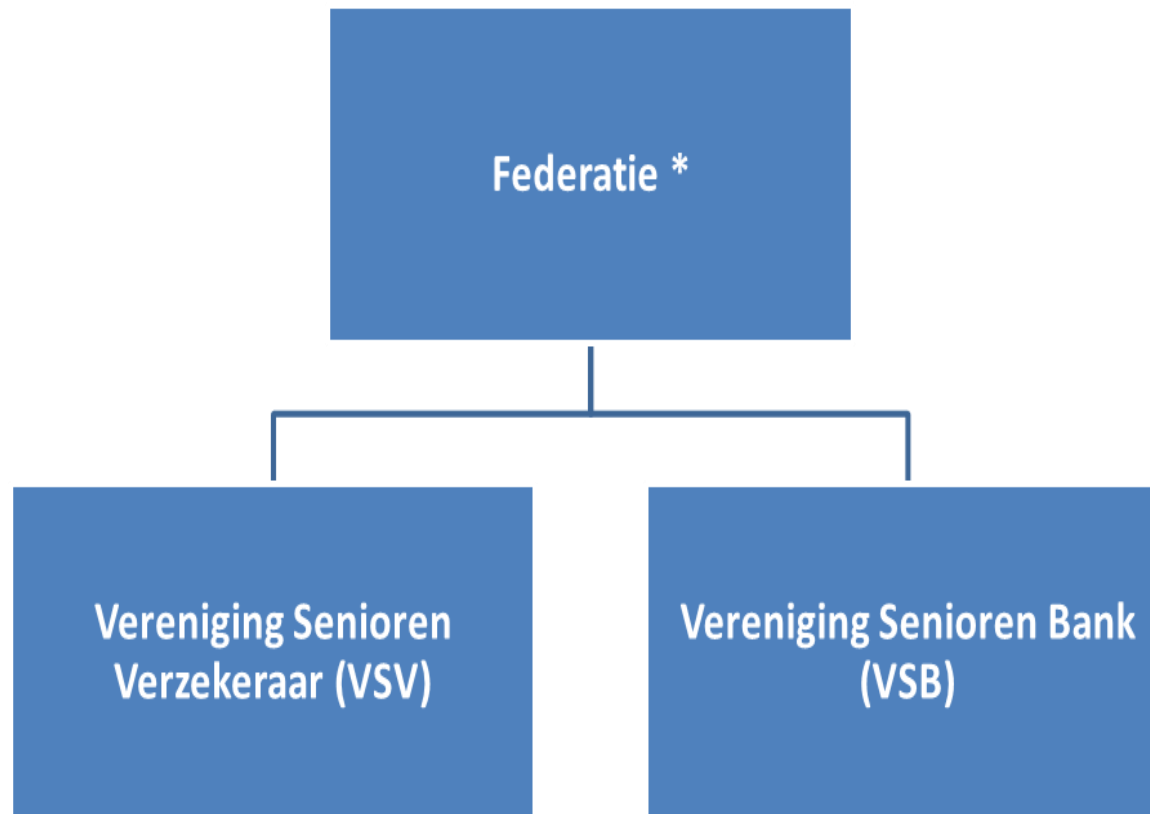 Federatie *
Vereniging Senioren
Verzekeraar (VSV)
Vereniging Senioren Bank
(VSB)